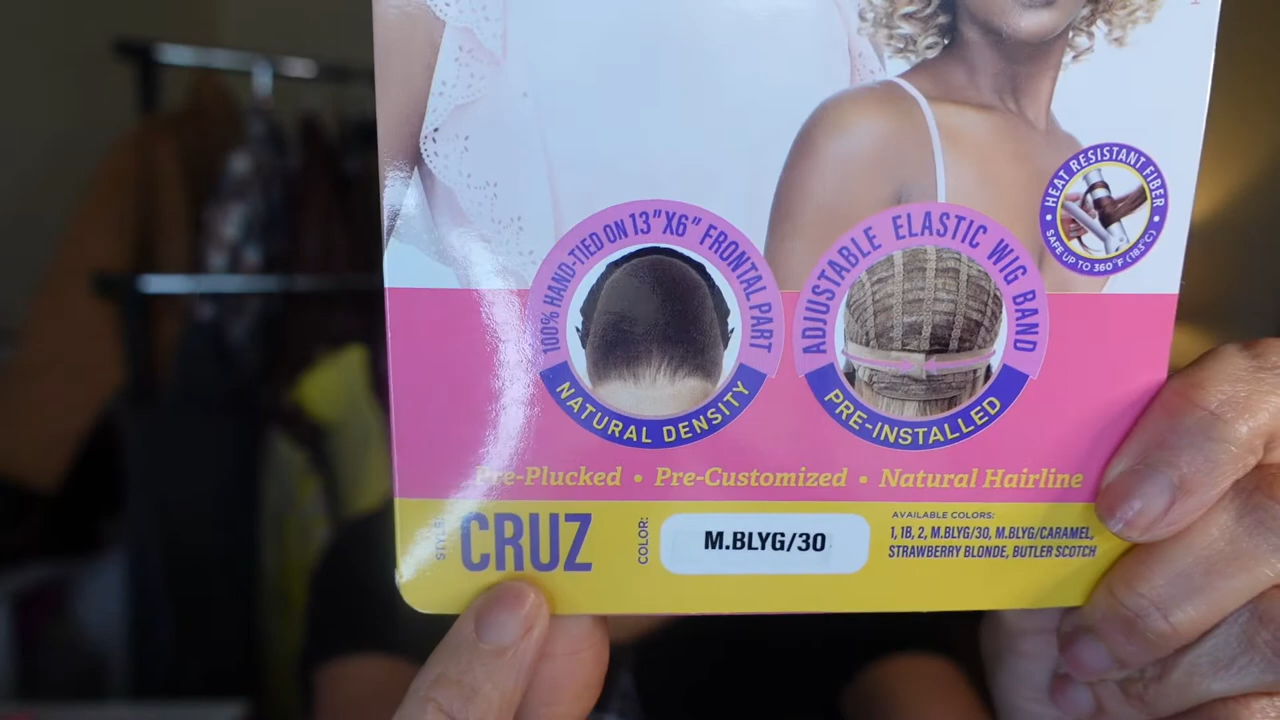 HEAT RESISTANT FIBER
SAFE UP TO 360°F (183°C)
100% HAND-TIED ON 13"X6" FRONTAL PART
NATURAL DENSITY
ADJUSTABLE ELASTIC WIG BAND
PRE-INSTALLED
Pre-Plucked • Pre-Customized • Natural Hairline
STYLE:
CRUZ
COLOR:
M.BLYG/30
AVAILABLE COLORS:
1, 1B, 2, M.BLYG/30, M.BLYG/CARAMEL,
STRAWBERRY BLONDE, BUTLER SCOTCH